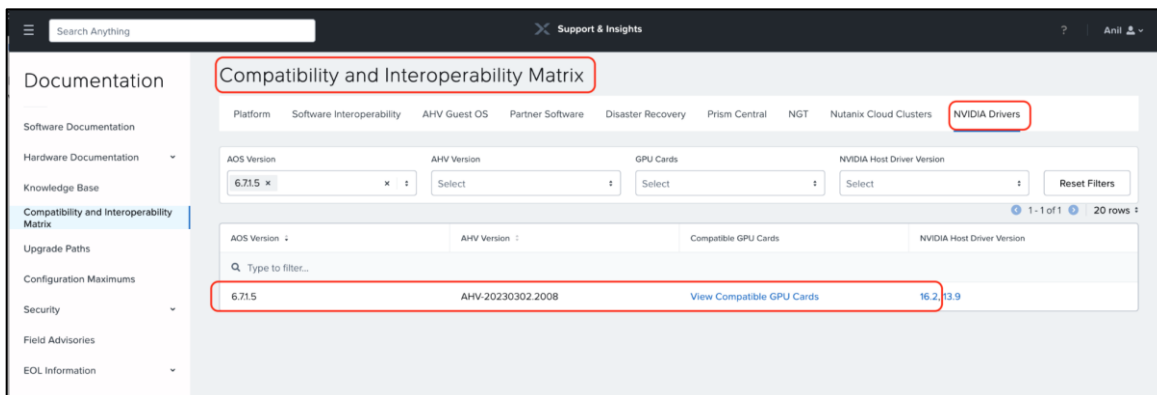 Search Anything
Support & Insights
?
Anil
Documentation
Software Documentation
Hardware Documentation
Knowledge Base
Compatibility and Interoperability
Matrix
Upgrade Paths
Configuration Maximums
Security
Field Advisories
EOL Information
Compatibility and Interoperability Matrix
Platform Software Interoperability AHV Guest OS Partner Software Disaster Recovery Prism Central NGT Nutanix Cloud Clusters NVIDIA Drivers
AOS Version AHV Version GPU Cards NVIDIA Host Driver Version
6.7.1.5 × × Select Select Select Reset Filters
1 - 1 of 1 20 rows
AOS Version AHV Version Compatible GPU Cards NVIDIA Host Driver Version
Type to filter...
6.7.1.5 AHV-20230302.2008 View Compatible GPU Cards 16.2, 13.9